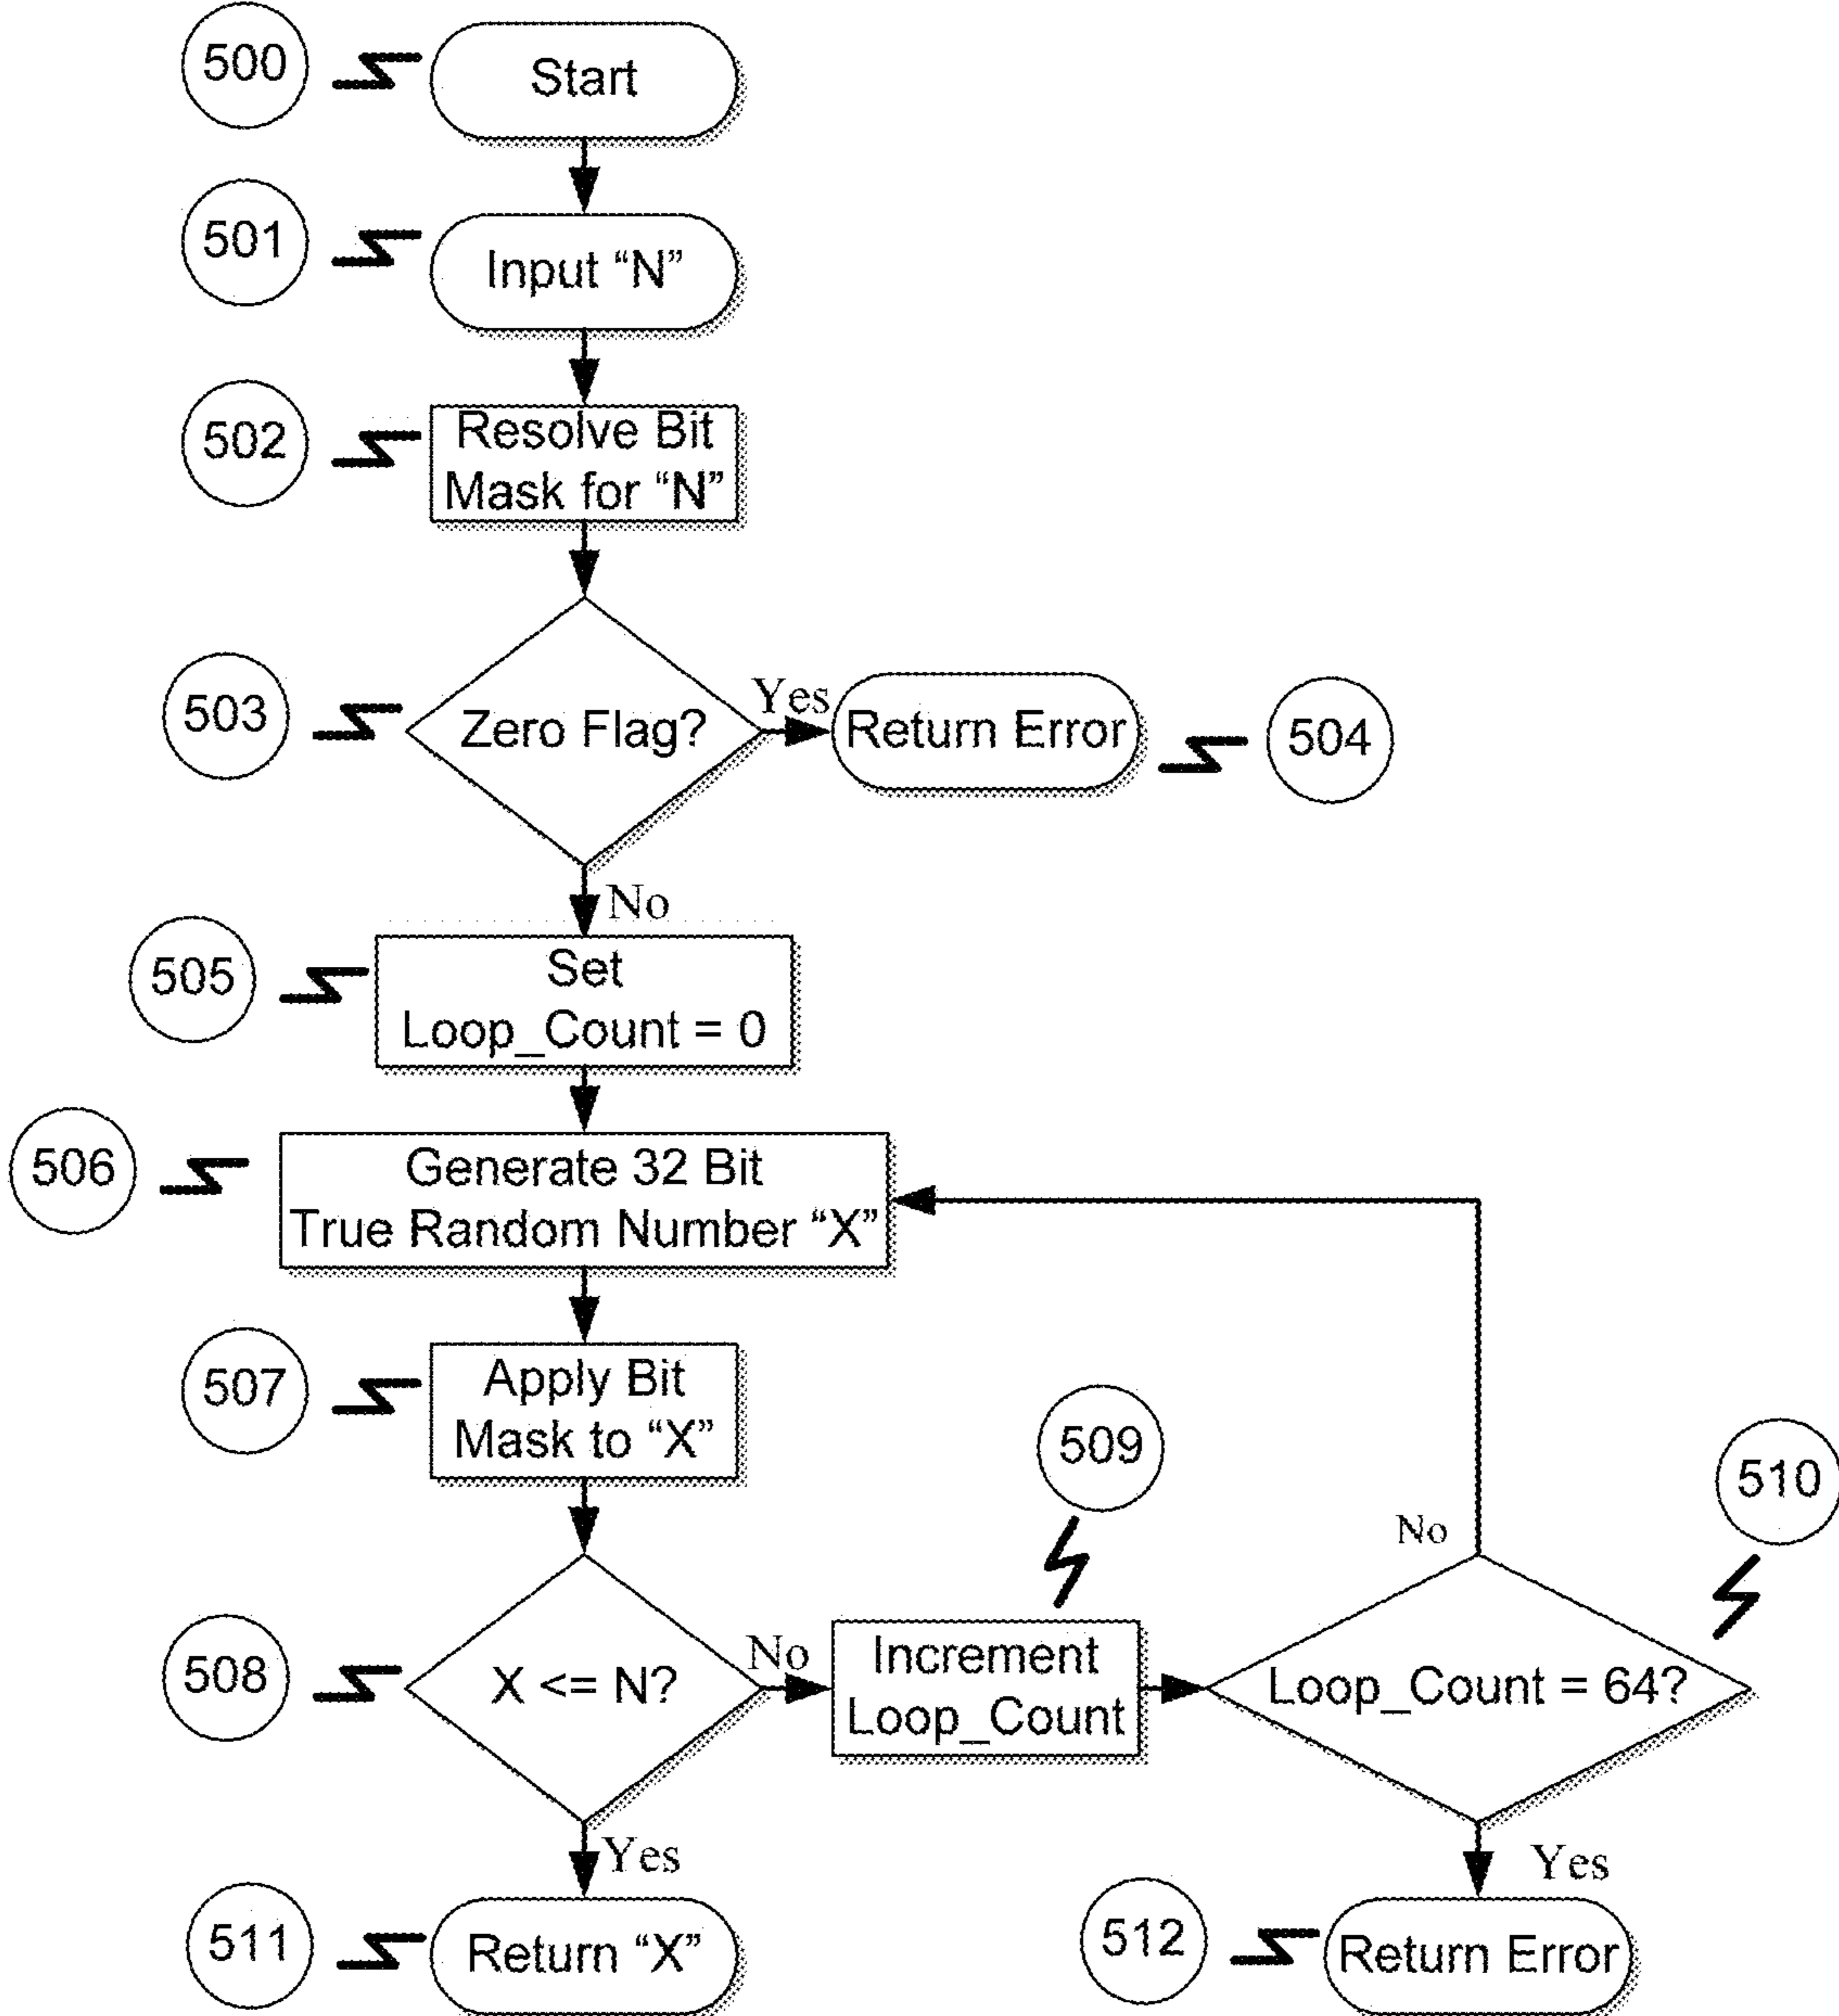 500
Start
501
Input “N”
502
Resolve Bit
Mask for “N”
503
Zero Flag?
Yes
Return Error
504
No
505
Set
Loop_Count = 0
506
Generate 32 Bit
True Random Number “X”
507
Apply Bit
Mask to “X”
509
510
No
508
X <= N?
No
Increment
Loop_Count
Loop_Count = 64?
Yes
Yes
511
Return “X”
512
Return Error